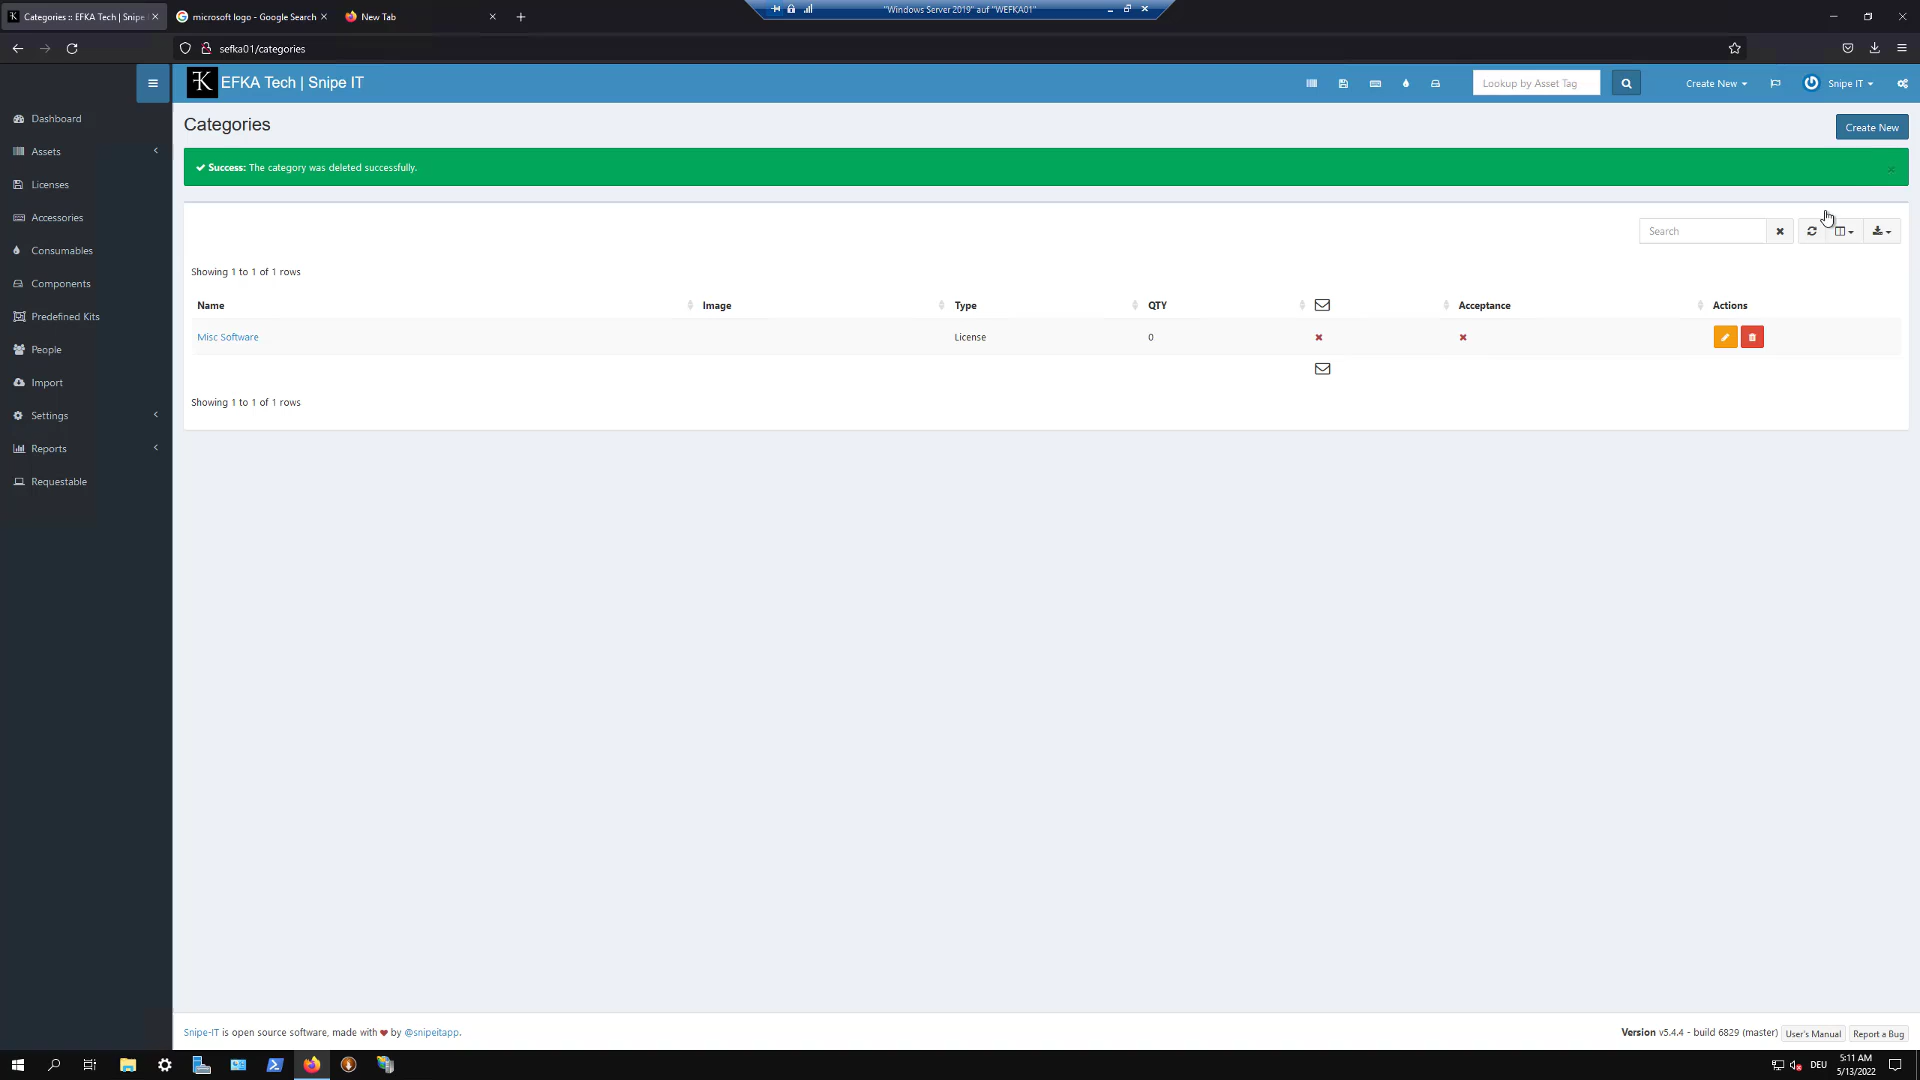 Categories :: EFKA Tech | Snipe
microsoft logo - Google Search
New Tab
"Windows Server 2019" auf "WEFKA01"
sefka01/categories
EFKA Tech | Snipe IT
Lookup by Asset Tag
Create New
Snipe IT
Dashboard
Assets
Licenses
Accessories
Consumables
Components
Predefined Kits
People
Import
Settings
Reports
Requestable
Categories
Create New
Success: The category was deleted successfully.
Search
Showing 1 to 1 of 1 rows
Name Image Type QTY Acceptance Actions
Misc Software License 0
Showing 1 to 1 of 1 rows
Snipe-IT is open source software, made with by @snipeitapp.
Version v5.4.4 - build 6829 (master) User's Manual Report a Bug
DEU
5:11 AM
5/13/2022